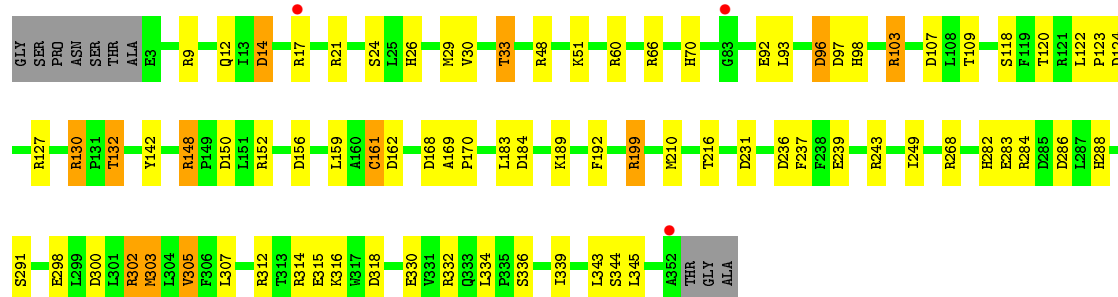 GLY SER PRO ASN SER THR ALA E3 R9 Q12 I13 D14 R17 R21 S24 L25 H26 M29 V30 T33 R48 K51 R60 R66 H70 G83 E92 L93 D96 D97 H98 R103 D107 L108 T109 S118 F119 T120 R121 L122 P123 D124
R127 R130 P131 T132 Y142 R148 P149 D150 L151 R152 D156 L159 A160 C161 D162 D168 A169 P170 L183 D184 K189 F192 R199 M210 T216 D231 D236 F237 F238 E239 R243 I249 R268 H282 E283 R284 D285 D286 L287 H288
S291 E298 L299 D300 L301 R302 M303 L304 V305 F306 L307 R312 T313 R314 E315 K316 W317 D318 E330 V331 R332 Q333 L334 P335 S336 I339 L343 S344 L345 A352 THR GLY ALA